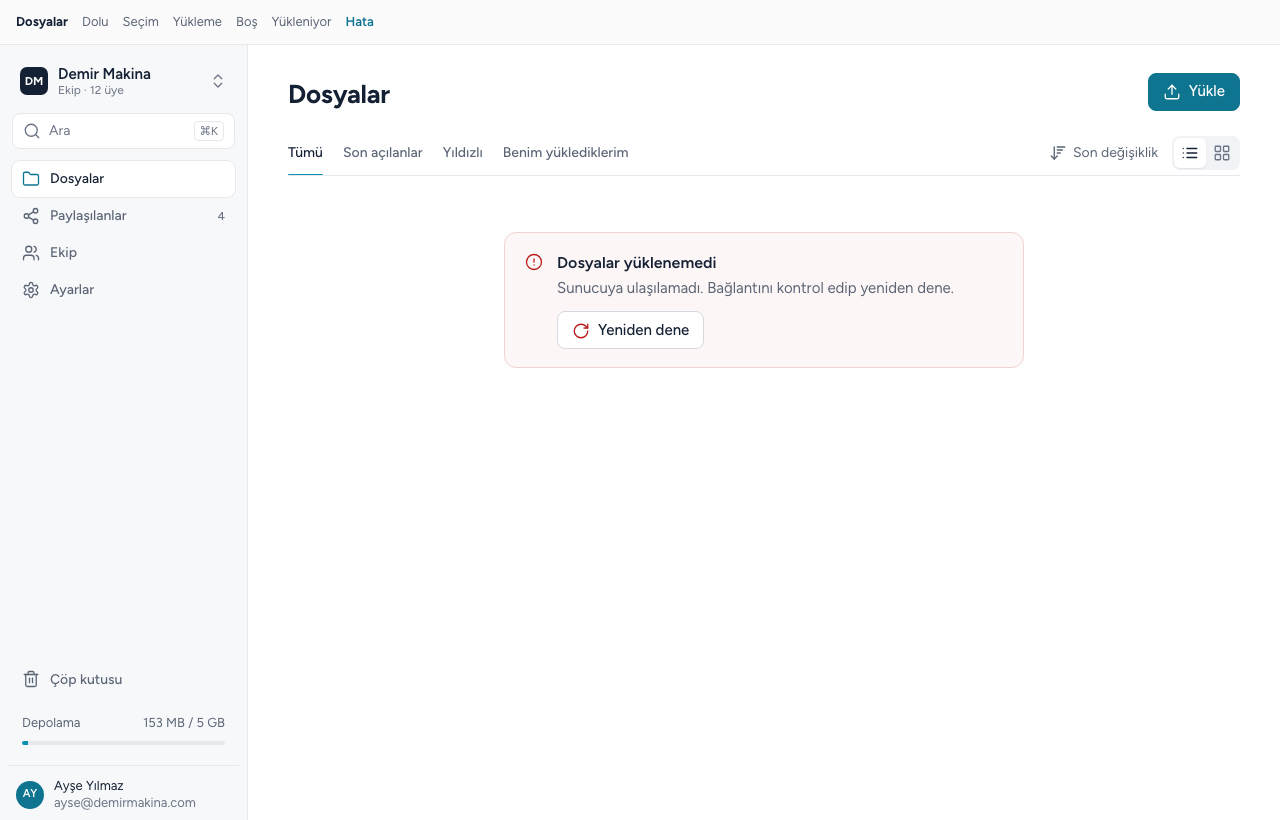 Dosyalar Dolu Seçim Yükleme Boş Yükleniyor Hata
DM Demir Makina
Ekip · 12 üye
Ara ⌘K
Dosyalar
Paylaşılanlar 4
Ekip
Ayarlar
Çöp kutusu
Depolama 153 MB / 5 GB
AY Ayşe Yılmaz
ayse@demirmakina.com
Dosyalar
Yükle
Tümü Son açılanlar Yıldızlı Benim yüklediklerim Son değişiklik
Dosyalar yüklenemedi
Sunucuya ulaşılamadı. Bağlantını kontrol edip yeniden dene.
Yeniden dene